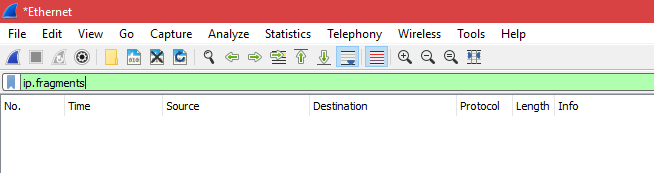 *Ethernet
File Edit View Go Capture Analyze Statistics Telephony Wireless Tools Help
ip.fragments
No. Time Source Destination Protocol Length Info